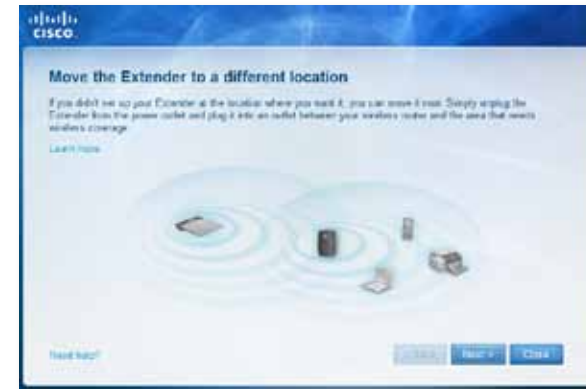 CISCO
Move the Extender to a different location
If you didn't set up your Extender at the location where you want it, you can move it now. Simply unplug the
Extender from the power outlet and plug it into an outlet between your wireless router and the area that needs
wireless coverage.
Learn more
Need help?
Next >
Close